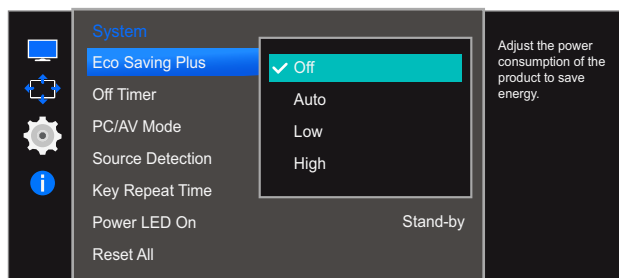 System
Eco Saving Plus
Off
Auto
Low
High
Off Timer
PC/AV Mode
Source Detection
Key Repeat Time
Power LED On Stand-by
Reset All
Adjust the power
consumption of the
product to save
energy.
i